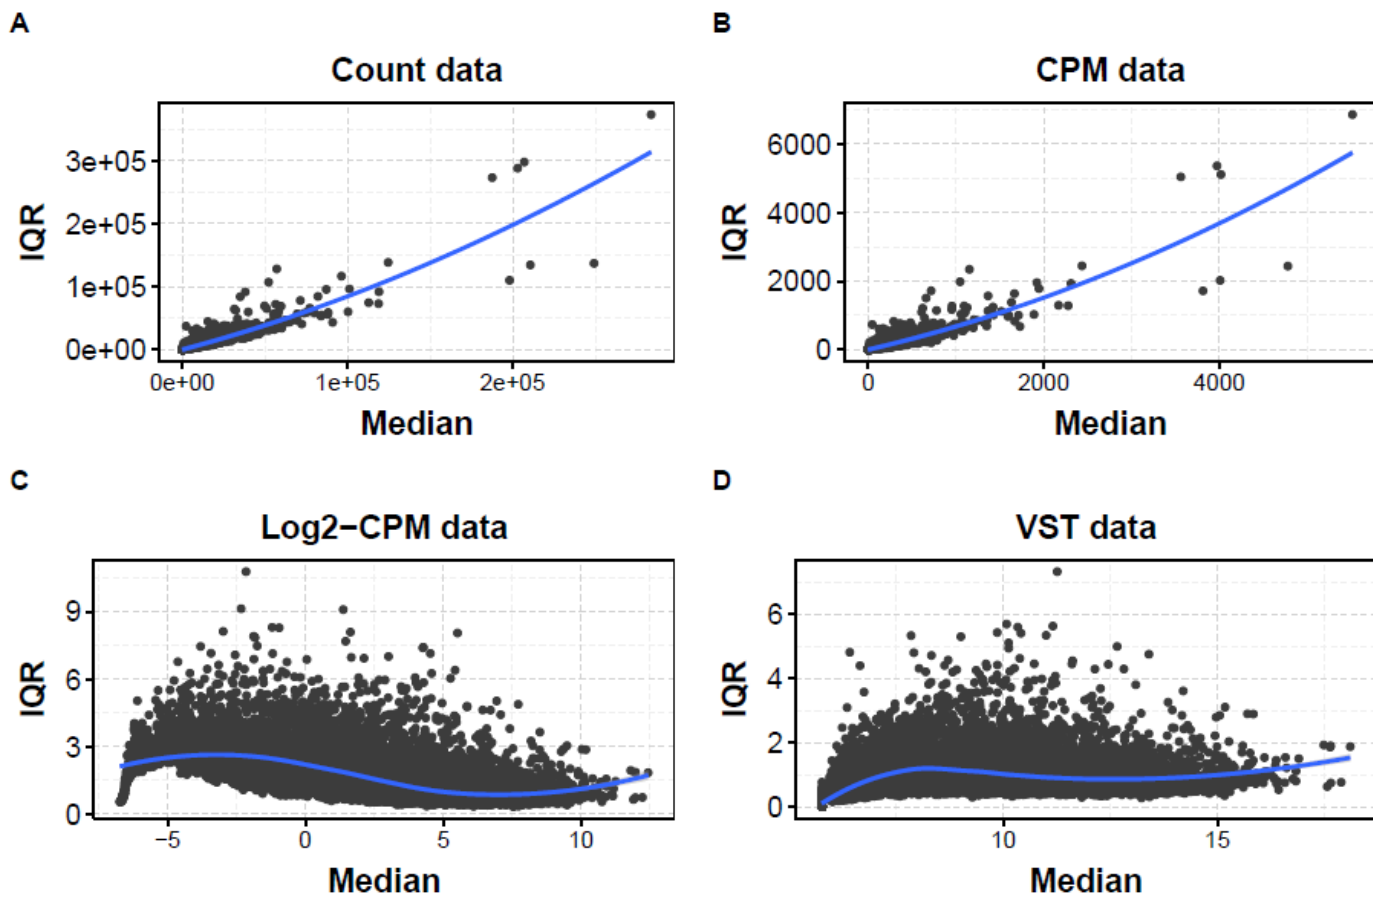 A
Count data
IQR
3e+05
2e+05
1e+05
0e+00
0e+00 1e+05 2e+05
Median
B
CPM data
IQR
6000
4000
2000
0
0 2000 4000
Median
C
Log2−CPM data
IQR
9
6
3
0
−5 0 5 10
Median
D
VST data
IQR
6
4
2
0
10 15
Median